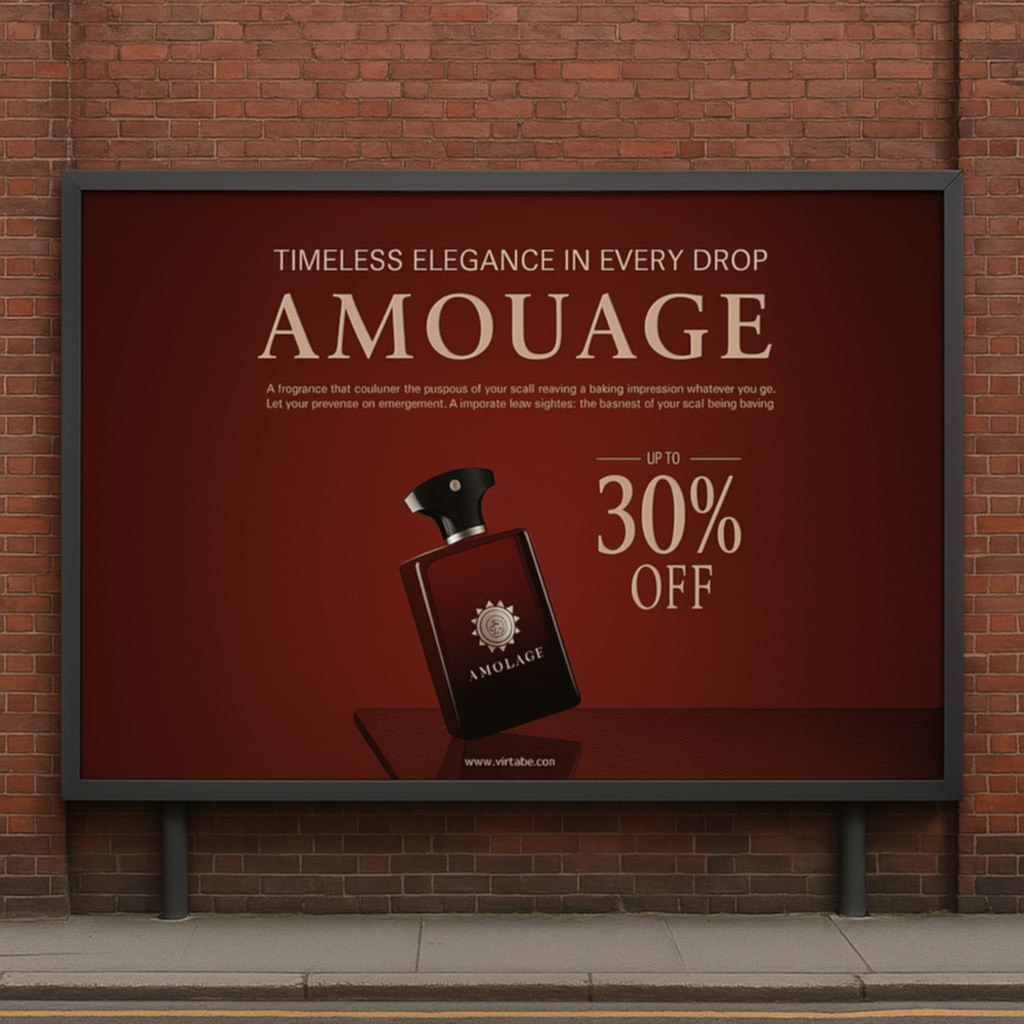 TIMELESS ELEGANCE IN EVERY DROP
AMOUAGE
A frogrance that couluner the puspous of your scall reaving a baking impression whatever you ge.
Let your prevense on emergement. A imporate leaw sightes: the basnest of your scal being baving
UP TO
30%
OFF
AMOLAGE
www.virtabe.con